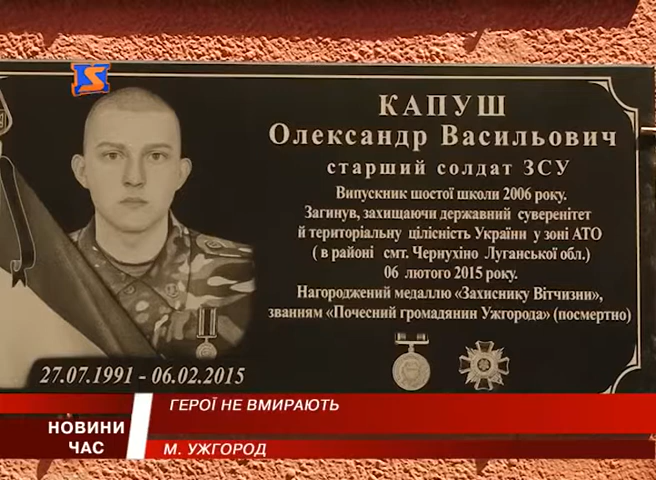 КАПУШ
Олександр Васильович
старший солдат ЗСУ
Випускник шостої школи 2006 року.
Загинув, захищаючи державний суверенітет
й територіальну цілісність України у зоні АТО
( в районі смт. Чернухіно Луганської обл.)
06 лютого 2015 року.
Нагороджений медаллю «Захиснику Вітчизни»,
званням «Почесний громадянин Ужгорода» (посмертно)
27.07.1991 - 06.02.2015
ГЕРОЇ НЕ ВМИРАЮТЬ
НОВИНИ
ЧАС
М. УЖГОРОД